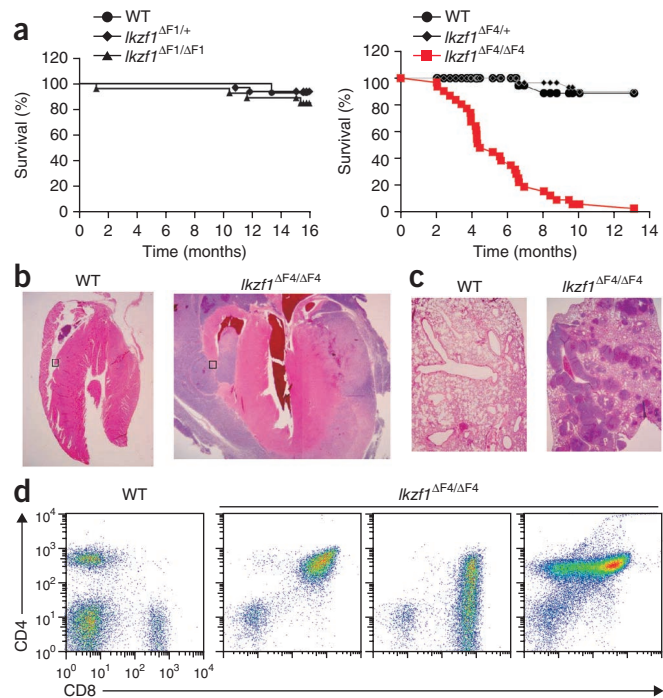 a
WT
Ikzf1ΔF1/+
Ikzf1ΔF1/ΔF1
Survival (%)
120
100
80
60
40
20
0
0 2 4 6 8 10 12 14 16
Time (months)
WT
Ikzf1ΔF4/+
Ikzf1ΔF4/ΔF4
Survival (%)
120
100
80
60
40
20
0
0 2 4 6 8 10 12 14
Time (months)
b
WT
Ikzf1ΔF4/ΔF4
c
WT
Ikzf1ΔF4/ΔF4
d
WT
Ikzf1ΔF4/ΔF4
CD4
10⁴
10³
10²
10¹
10⁰
10⁰ 10¹ 10² 10³ 10⁴
CD8